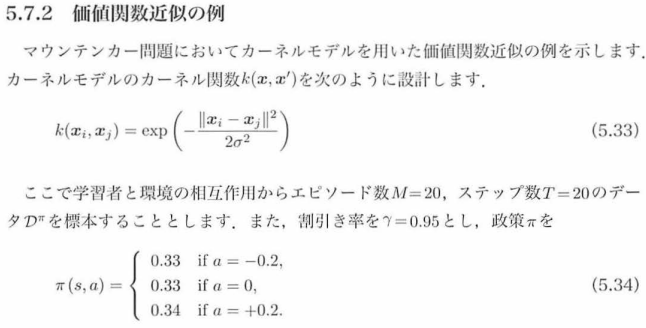 5.7.2 価値関数近似の例
マウンテンカー問題においてカーネルモデルを用いた価値関数近似の例を示します.
カーネルモデルのカーネル関数k(x, x′)を次のように設計します.
k(x_i, x_j) = exp(−‖x_i − x_j‖² / 2σ²) (5.33)
ここで学習者と環境の相互作用からエピソード数M=20, ステップ数T=20のデー
タD^πを標本することとします. また, 割引き率をγ=0.95とし, 政策πを
π(s, a) = { 0.33 if a = −0.2,
0.33 if a = 0, (5.34)
0.34 if a = +0.2.